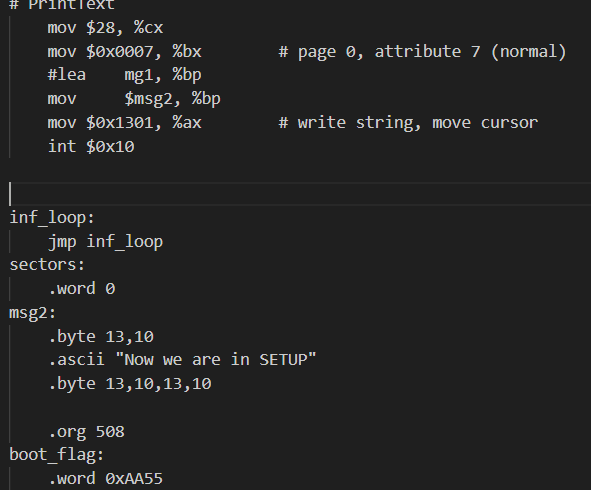 # PrintText
mov $28, %cx
mov $0x0007, %bx # page 0, attribute 7 (normal)
#lea mg1, %bp
mov $msg2, %bp
mov $0x1301, %ax # write string, move cursor
int $0x10
inf_loop:
jmp inf_loop
sectors:
.word 0
msg2:
.byte 13,10
.ascii "Now we are in SETUP"
.byte 13,10,13,10
.org 508
boot_flag:
.word 0xAA55